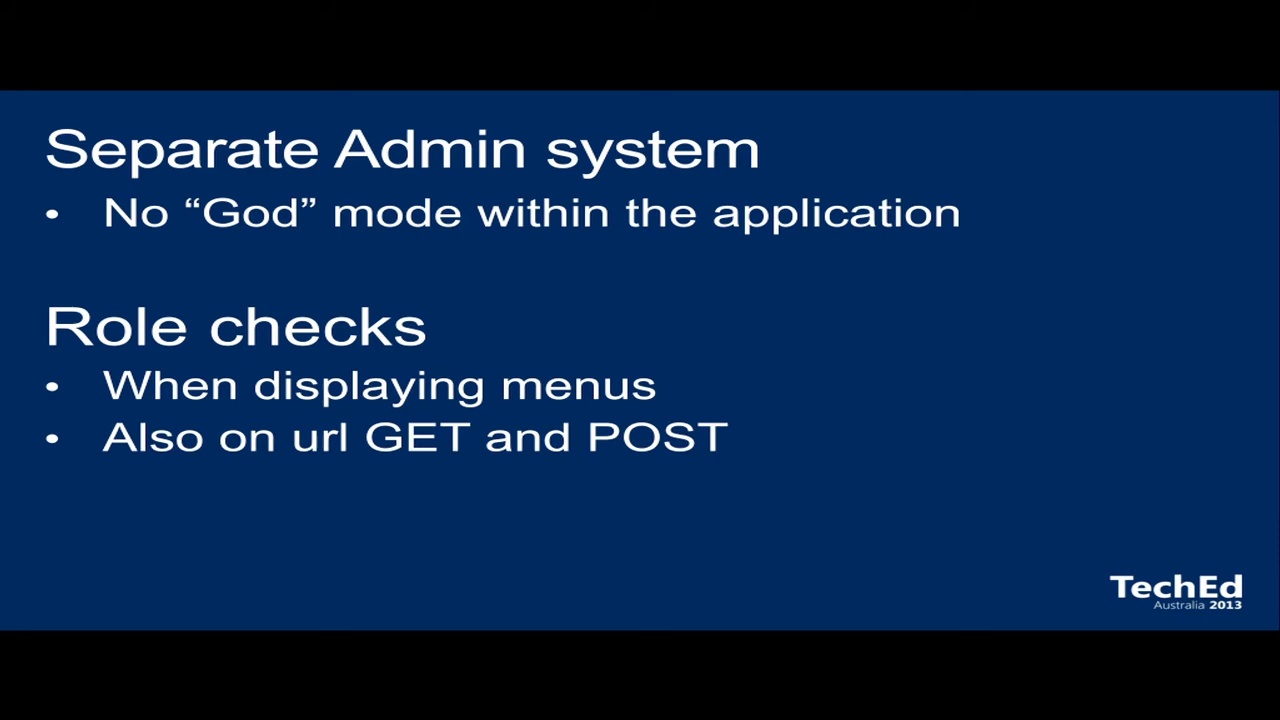 Separate Admin system
• No “God” mode within the application
Role checks
• When displaying menus
• Also on url GET and POST
TechEd
Australia 2013